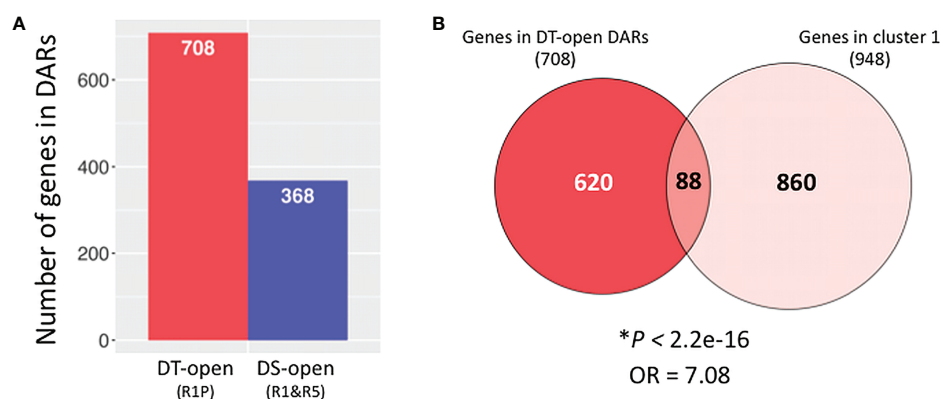 A
Number of genes in DARs
600
400
200
0
708
368
DT-open
(R1P)
DS-open
(R1&R5)
B
Genes in DT-open DARs
(708)
Genes in cluster 1
(948)
620
88
860
*P < 2.2e-16
OR = 7.08